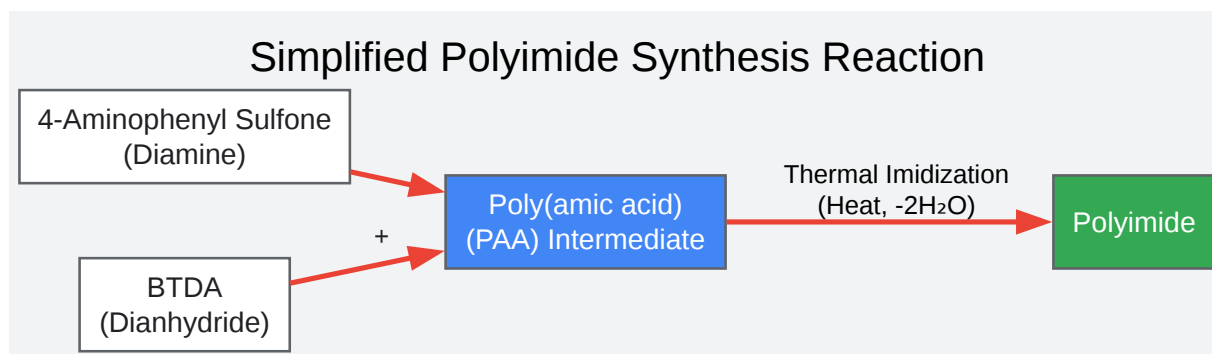 Simplified Polyimide Synthesis Reaction
4-Aminophenyl Sulfone
(Diamine)
+
BTDA
(Dianhydride)
Poly(amic acid)
(PAA) Intermediate
Thermal Imidization
(Heat, -2H₂O)
Polyimide